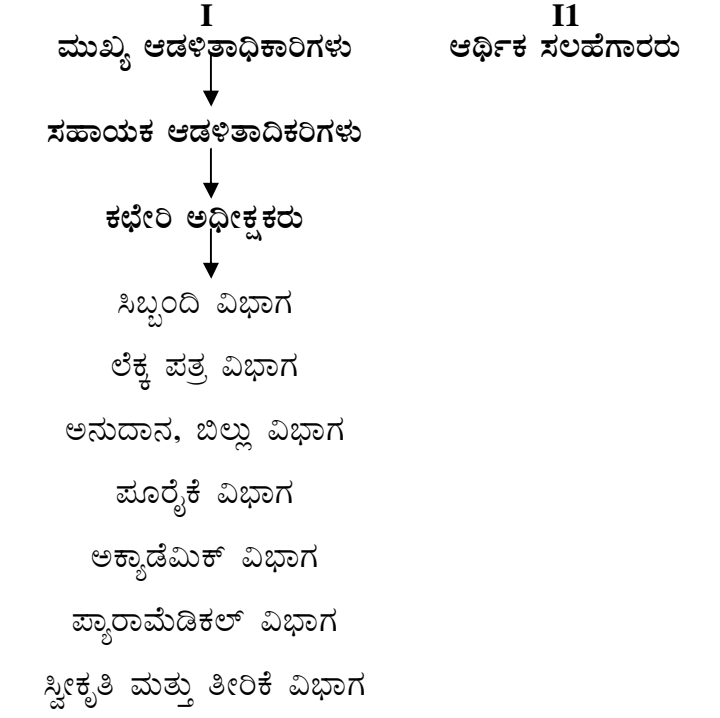 I I1
ಮುಖ್ಯ ಆಡಳಿತಾಧಿಕಾರಿಗಳು ಆರ್ಥಿಕ ಸಲಹೆಗಾರರು
ಸಹಾಯಕ ಆಡಳಿತಾದಿಕರಿಗಳು
ಕಛೇರಿ ಅಧೀಕ್ಷಕರು
ಸಿಬ್ಬಂದಿ ವಿಭಾಗ
ಲೆಕ್ಕ ಪತ್ರ ವಿಭಾಗ
ಅನುದಾನ, ಬಿಲ್ಲು ವಿಭಾಗ
ಪೂರೈಕೆ ವಿಭಾಗ
ಅಕ್ಯಾಡೆಮಿಕ್ ವಿಭಾಗ
ಪ್ಯಾರಾಮೆಡಿಕಲ್ ವಿಭಾಗ
ಸ್ವೀಕೃತಿ ಮತ್ತು ತೀರಿಕೆ ವಿಭಾಗ